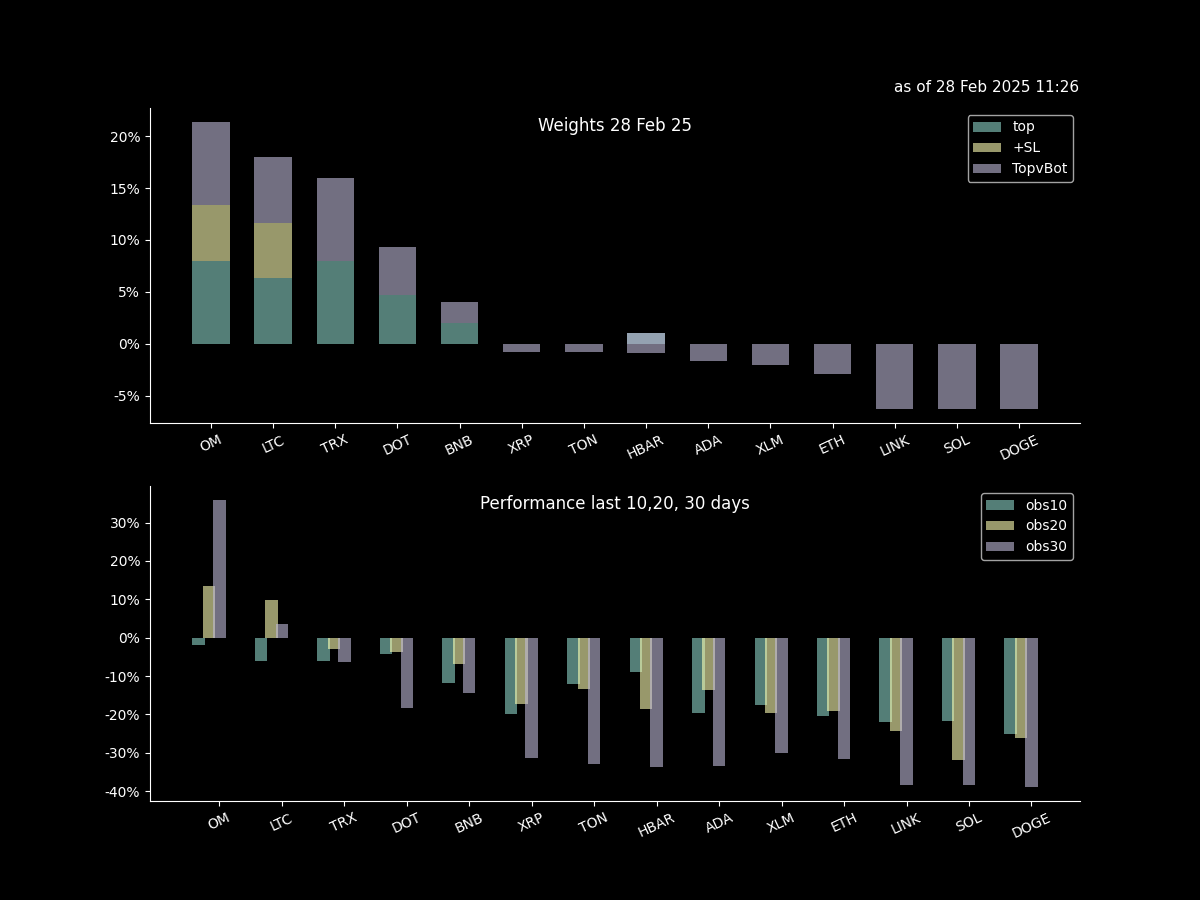 as of 28 Feb 2025 11:26
Weights 28 Feb 25
top
+SL
TopvBot
20%
15%
10%
5%
0%
-5%
OM LTC TRX DOT BNB XRP TON HBAR ADA XLM ETH LINK SOL DOGE
Performance last 10,20, 30 days
obs10
obs20
obs30
30%
20%
10%
0%
-10%
-20%
-30%
-40%
OM LTC TRX DOT BNB XRP TON HBAR ADA XLM ETH LINK SOL DOGE